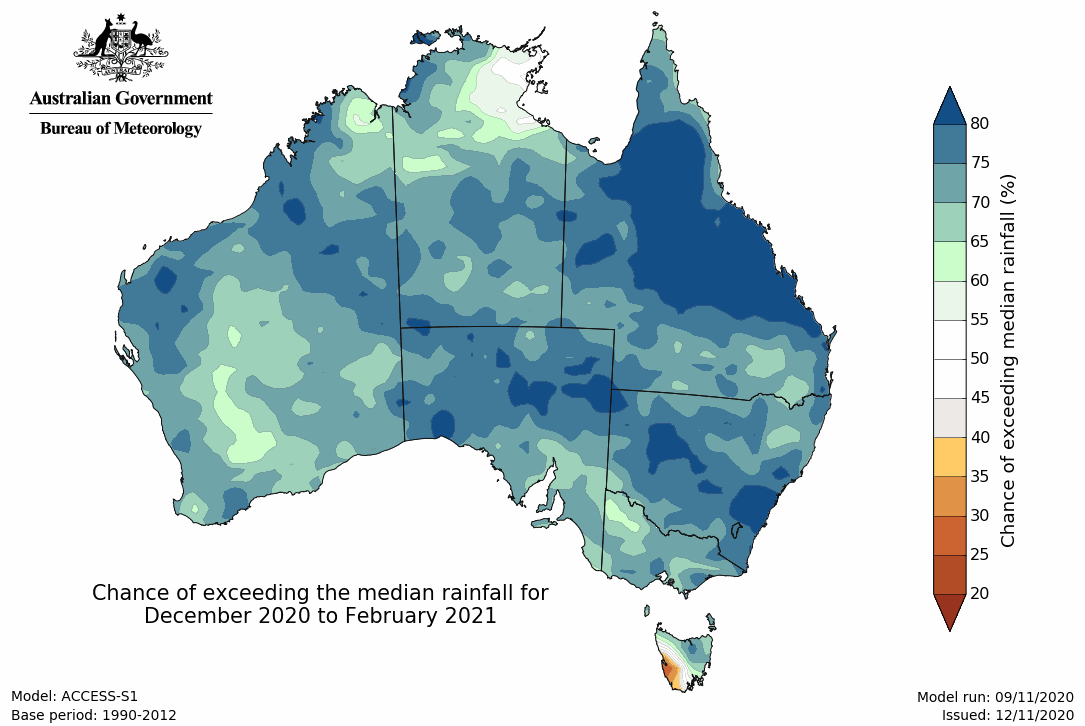 Australian Government
Bureau of Meteorology
80
75
70
65
60
55
50
45
40
35
30
25
20
Chance of exceeding median rainfall (%)
Chance of exceeding the median rainfall for
December 2020 to February 2021
Model: ACCESS-S1
Base period: 1990-2012
Model run: 09/11/2020
Issued: 12/11/2020